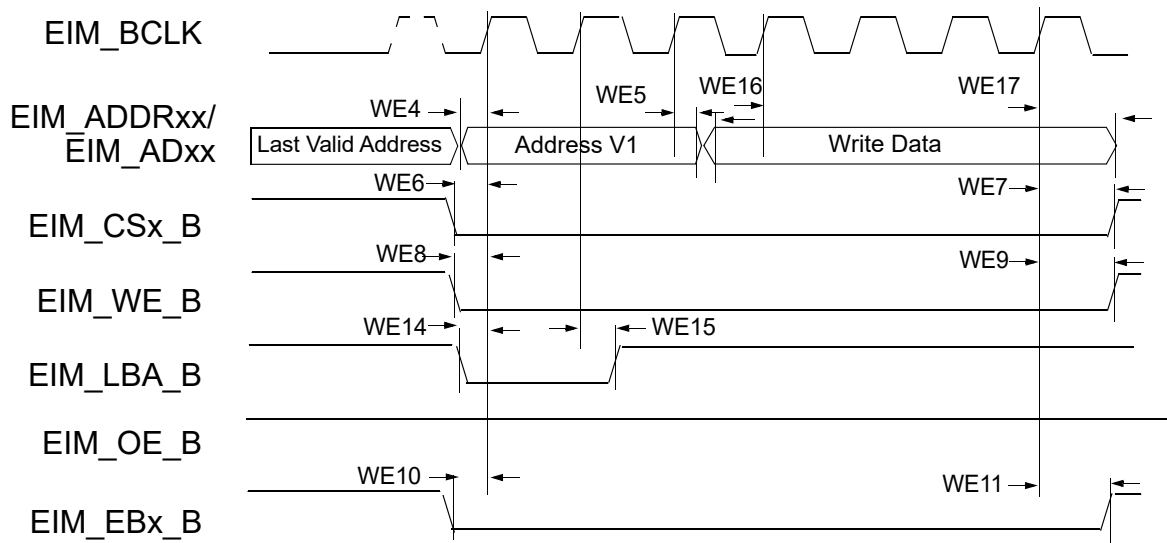 EIM_BCLK
WE4
WE5
WE16
WE17
EIM_ADDRxx/
EIM_ADxx
Last Valid Address
Address V1
Write Data
WE6
WE7
EIM_CSx_B
WE8
WE9
EIM_WE_B
WE14
WE15
EIM_LBA_B
EIM_OE_B
WE10
WE11
EIM_EBx_B